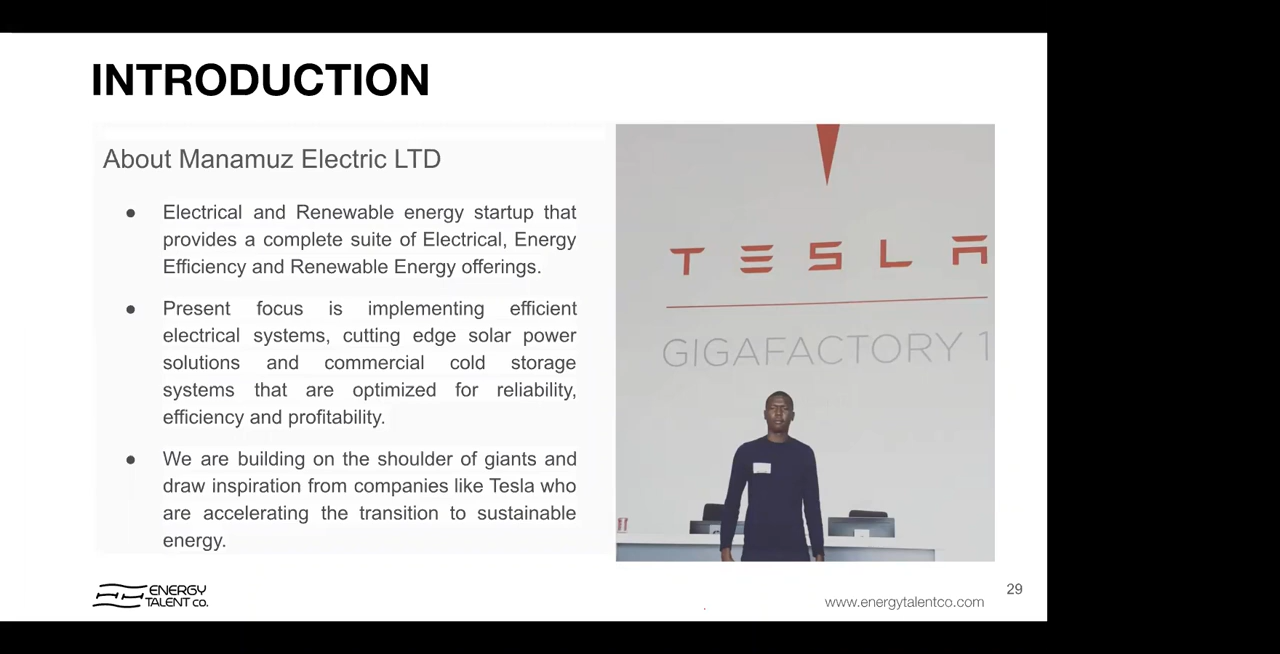 INTRODUCTION
About Manamuz Electric LTD
● Electrical and Renewable energy startup that
provides a complete suite of Electrical, Energy
Efficiency and Renewable Energy offerings.
● Present focus is implementing efficient
electrical systems, cutting edge solar power
solutions and commercial cold storage
systems that are optimized for reliability,
efficiency and profitability.
● We are building on the shoulder of giants and
draw inspiration from companies like Tesla who
are accelerating the transition to sustainable
energy.
TESLA
GIGAFACTORY 1
ENERGY
TALENT CO.
www.energytalentco.com
29